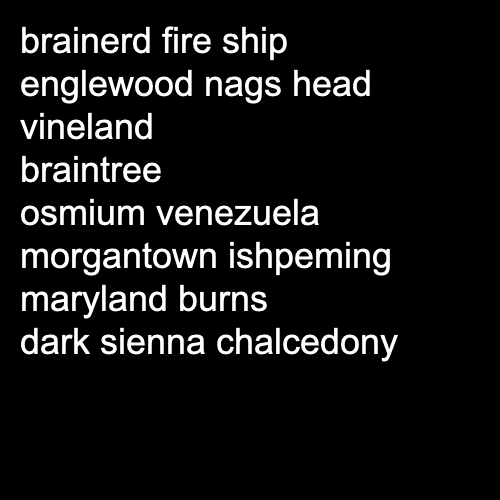 brainerd fire ship
englewood nags head
vineland
braintree
osmium venezuela
morgantown ishpeming
maryland burns
dark sienna chalcedony